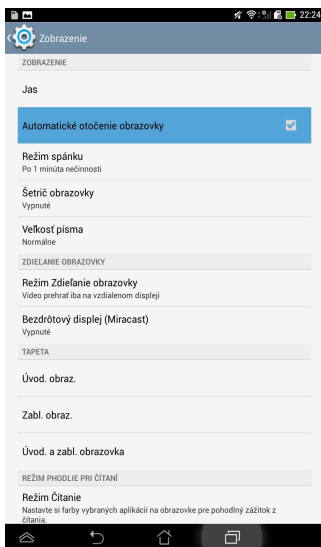 22:24
Zobrazenie
ZOBRAZENIE
Jas
Automatické otočenie obrazovky
Režim spánku
Po 1 minúta nečinnosti
Šetrič obrazovky
Vypnuté
Veľkosť písma
Normálne
ZDIEĽANIE OBRAZOVKY
Režim Zdieľanie obrazovky
Video prehrať iba na vzdialenom displeji
Bezdrôtový displej (Miracast)
Vypnuté
TAPETA
Úvod. obraz.
Zabl. obraz.
Úvod. a zabl. obrazovka
REŽIM PHODLIE PRI ČÍTANÍ
Režim Čítanie
Nastavte si farby vybraných aplikácií na obrazovke pre pohodlný zážitok z
čítania.